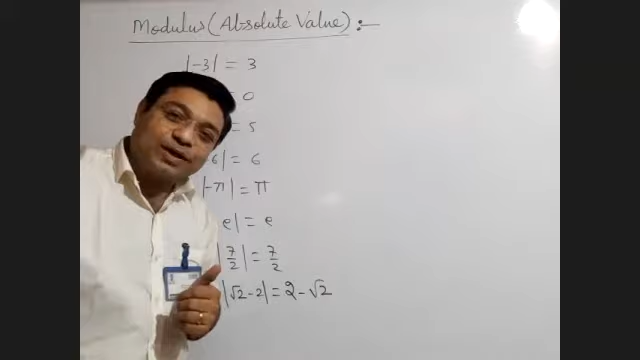 Modulus (Absolute Value) :—
|-3| = 3
= 0
= 5
6| = 6
|-π| = π
e| = e
|7/2| = 7/2
|√2 - 2| = 2 - √2